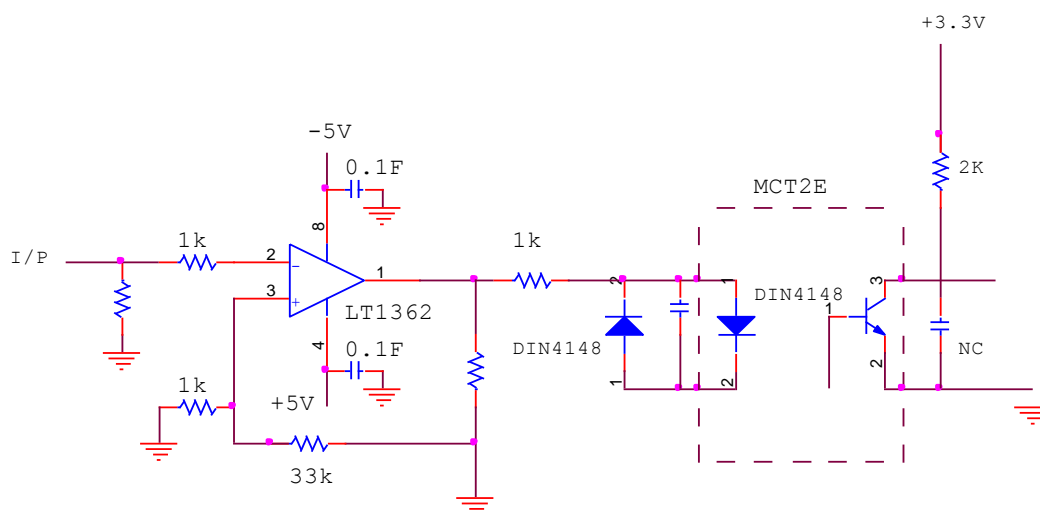 +3.3V
-5V
0.1F
2K
MCT2E
8
1k
1k
I/P
2
1
3
2
1
3
DIN4148
1
LT1362
4
0.1F
DIN4148
NC
1
2
2
1k
+5V
33k